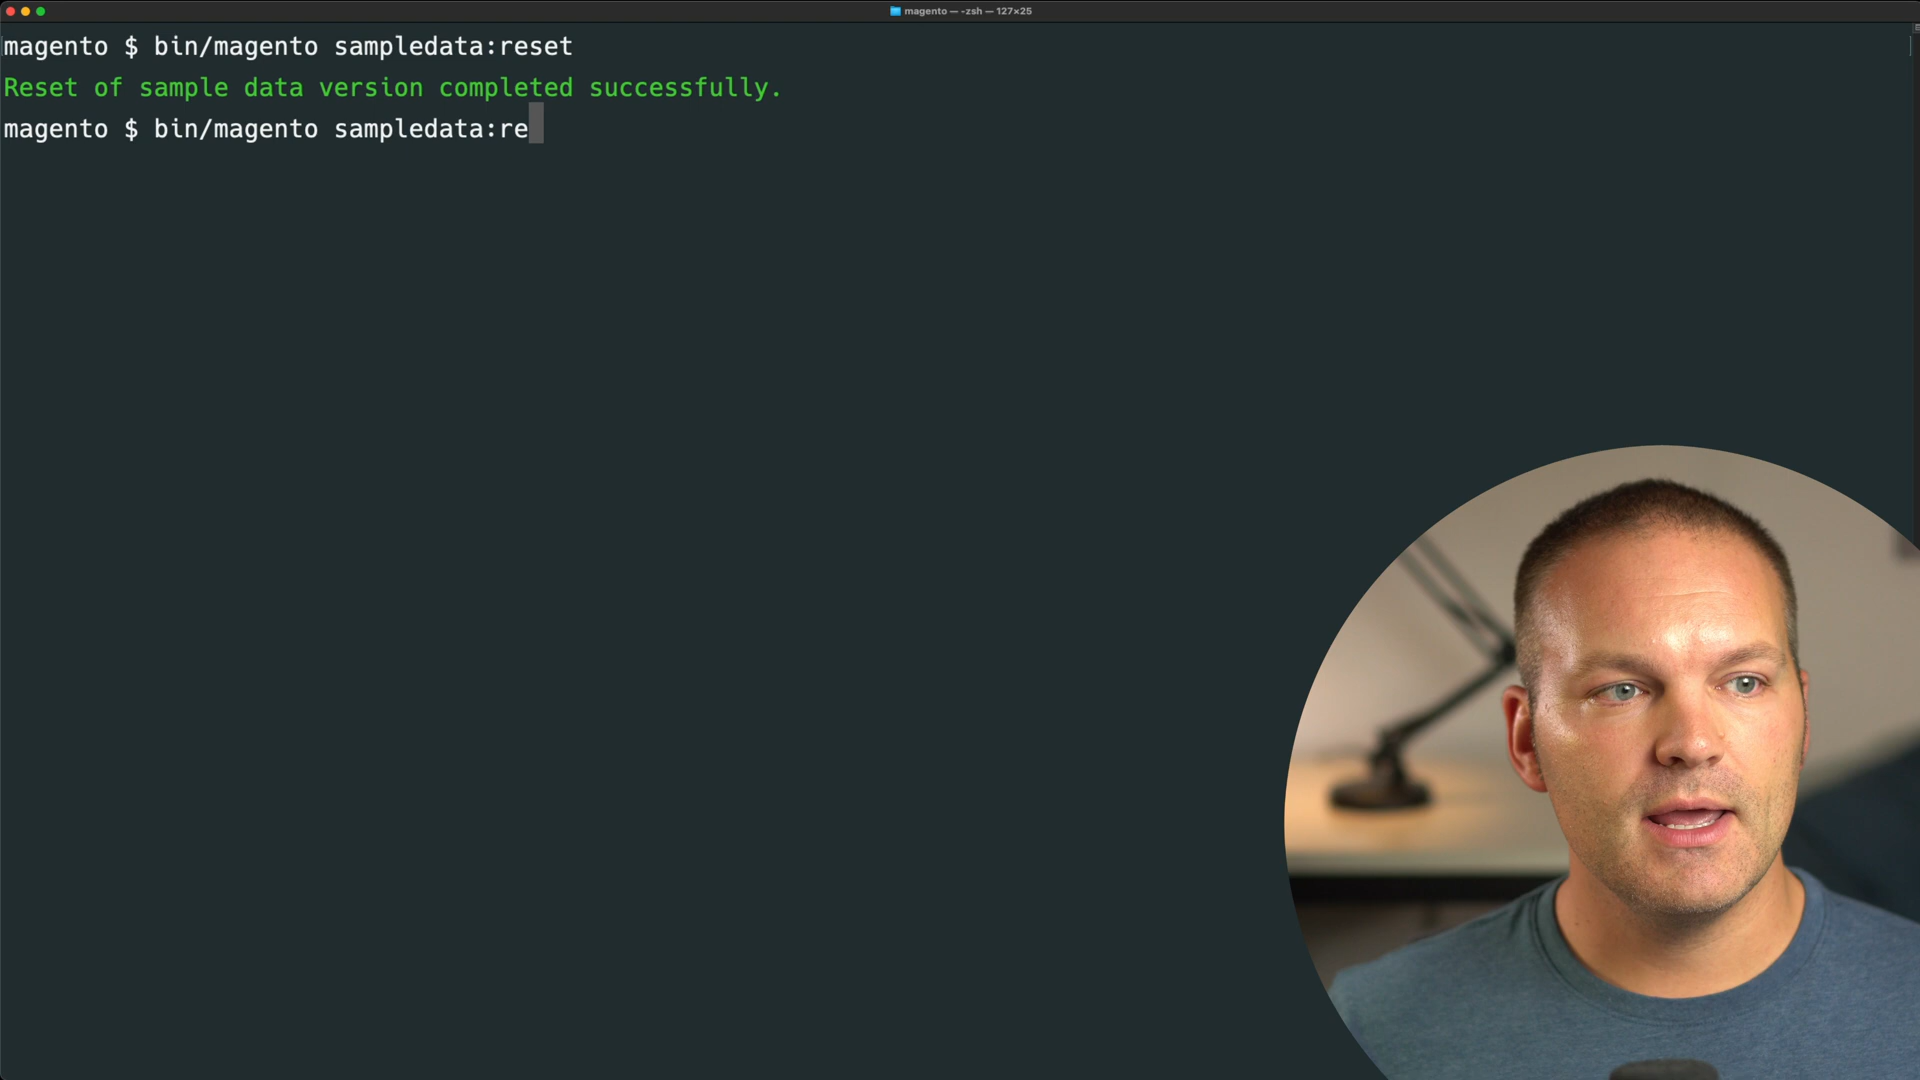 magento — -zsh — 127×25
magento $ bin/magento sampledata:reset
Reset of sample data version completed successfully.
magento $ bin/magento sampledata:re